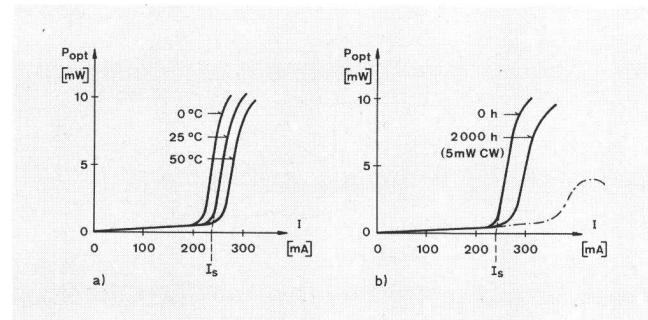 Popt
[mW]
10
5
0
0 °C
25 °C
50 °C
0
100
200
300
I
[mA]
Is
a)
Popt
[mW]
10
5
0
0 h
2000 h
(5mW CW)
0
100
200
300
I
[mA]
Is
b)